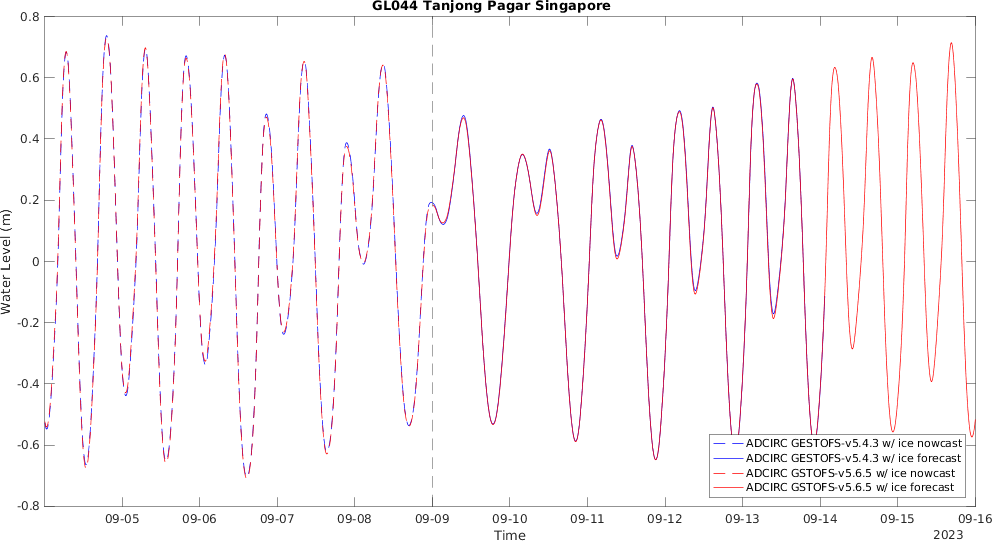 GL044 Tanjong Pagar Singapore
0.8
0.6
0.4
0.2
0
-0.2
-0.4
-0.6
-0.8
Water Level (m)
09-05 09-06 09-07 09-08 09-09 09-10 09-11 09-12 09-13 09-14 09-15 09-16
Time
2023
ADCIRC GESTOFS-v5.4.3 w/ ice nowcast
ADCIRC GESTOFS-v5.4.3 w/ ice forecast
ADCIRC GSTOFS-v5.6.5 w/ ice nowcast
ADCIRC GSTOFS-v5.6.5 w/ ice forecast